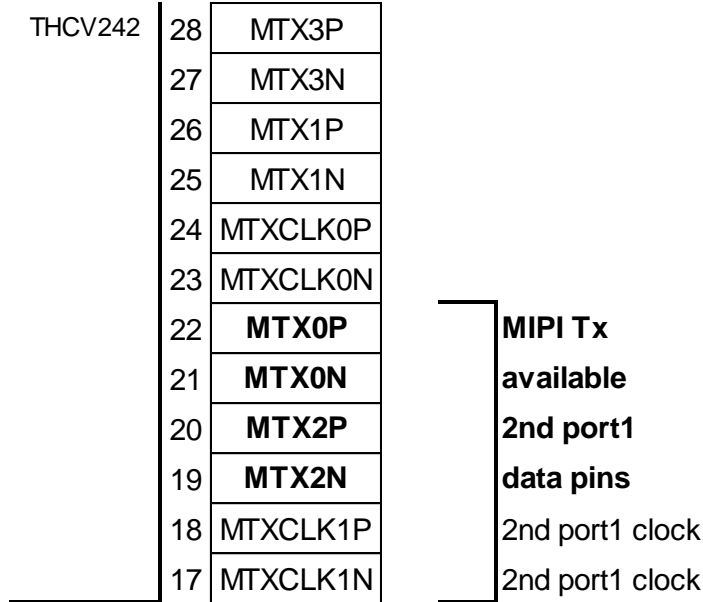 THCV242 28 MTX3P
27 MTX3N
26 MTX1P
25 MTX1N
24 MTXCLK0P
23 MTXCLK0N
22 MTX0P MIPI Tx
21 MTX0N available
20 MTX2P 2nd port1
19 MTX2N data pins
18 MTXCLK1P 2nd port1 clock
17 MTXCLK1N 2nd port1 clock